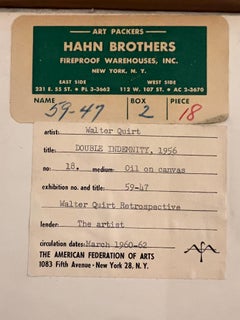 ART PACKERS
HAHN BROTHERS
FIREPROOF WAREHOUSES, INC.
NEW YORK, N. Y.
EAST SIDE WEST SIDE
231 E. 55 ST. • PL 3-3662 112 W. 107 ST. • AC 2-3670
NAME BOX PIECE
59-47 2 18
artist: Walter Quirt
title: DOUBLE INDEMNITY, 1956
no: 18. medium: Oil on canvas
exhibition no. and title: 59-47
Walter Quirt Retrospective
lender: The artist
circulation dates: March 1960-62
THE AMERICAN FEDERATION OF ARTS
1083 Fifth Avenue · New York 28, N.Y.
AFA